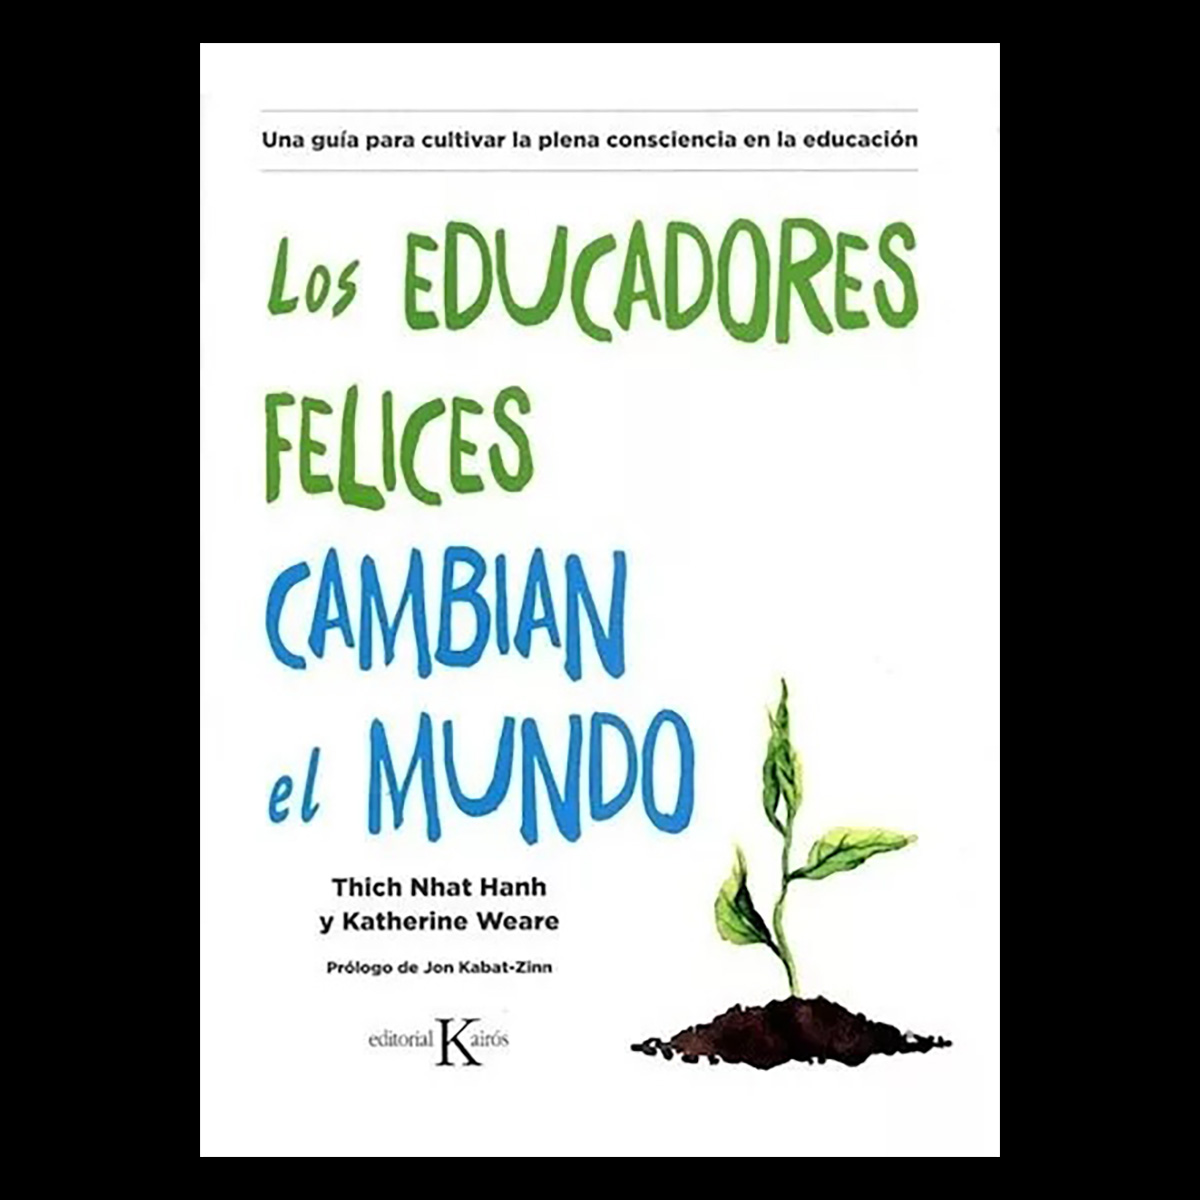 Una guía para cultivar la plena consciencia en la educación
Los EDUCADORES
FELICES
CAMBIAN
el MUNDO
Thich Nhat Hanh
y Katherine Weare
Prólogo de Jon Kabat-Zinn
editorial Kairós